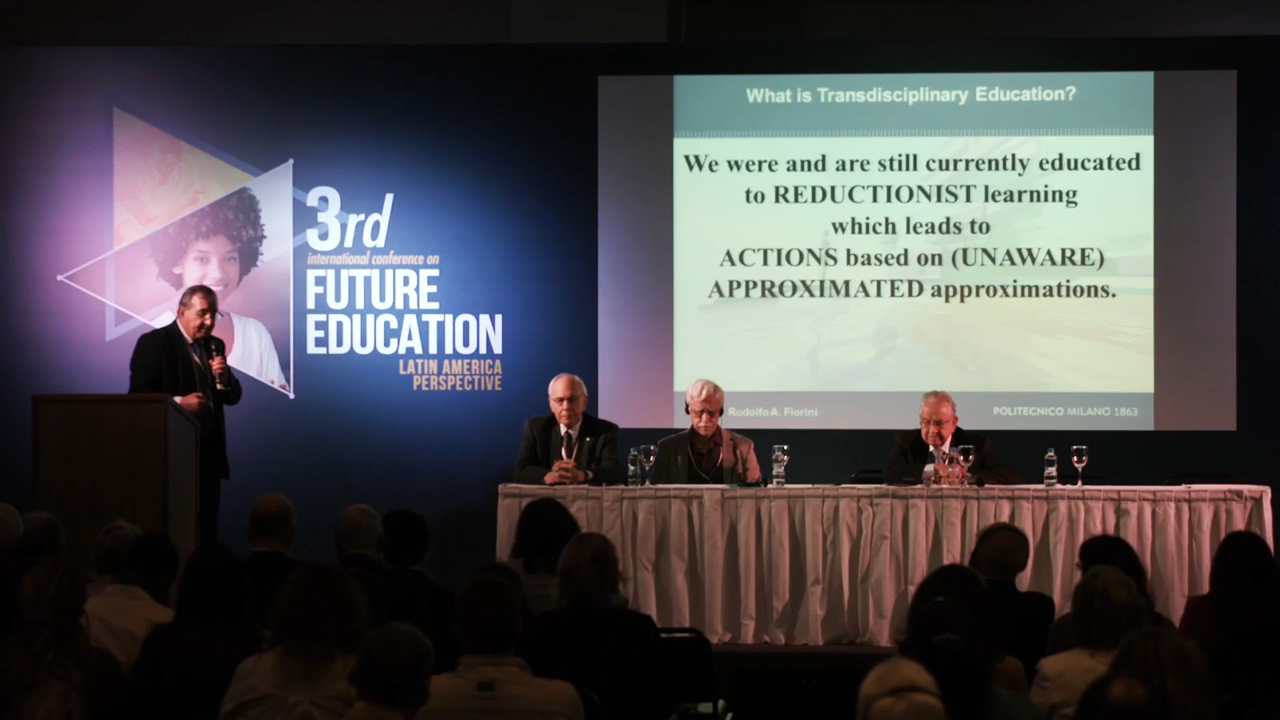 3rd
international conference on
FUTURE
EDUCATION
LATIN AMERICA
PERSPECTIVE
What is Transdisciplinary Education?
We were and are still currently educated
to REDUCTIONIST learning
which leads to
ACTIONS based on (UNAWARE)
APPROXIMATED approximations.
Rodolfo A. Fiorini
POLITECNICO MILANO 1863